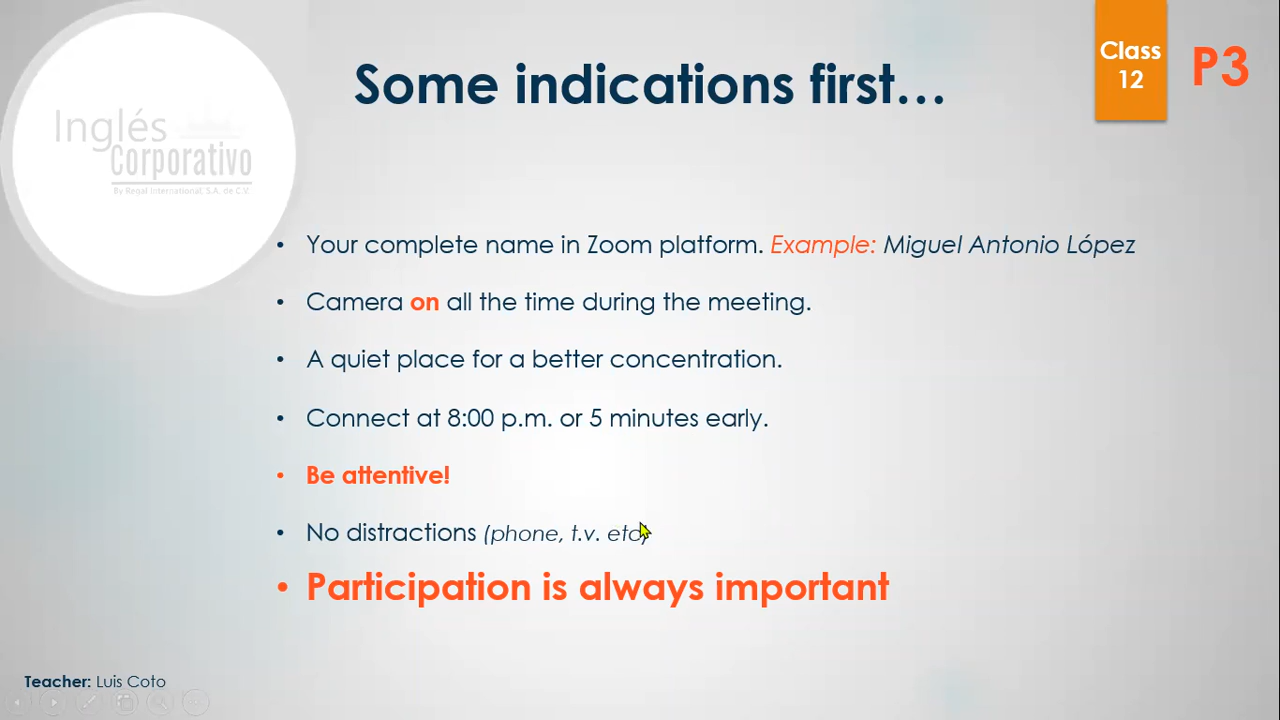 Some indications first…
Class
12
P3
Inglés
Corporativo
By Regal International, S.A. de C.V.
• Your complete name in Zoom platform. Example: Miguel Antonio López
• Camera on all the time during the meeting.
• A quiet place for a better concentration.
• Connect at 8:00 p.m. or 5 minutes early.
• Be attentive!
• No distractions (phone, t.v. etc)
• Participation is always important
Teacher: Luis Coto